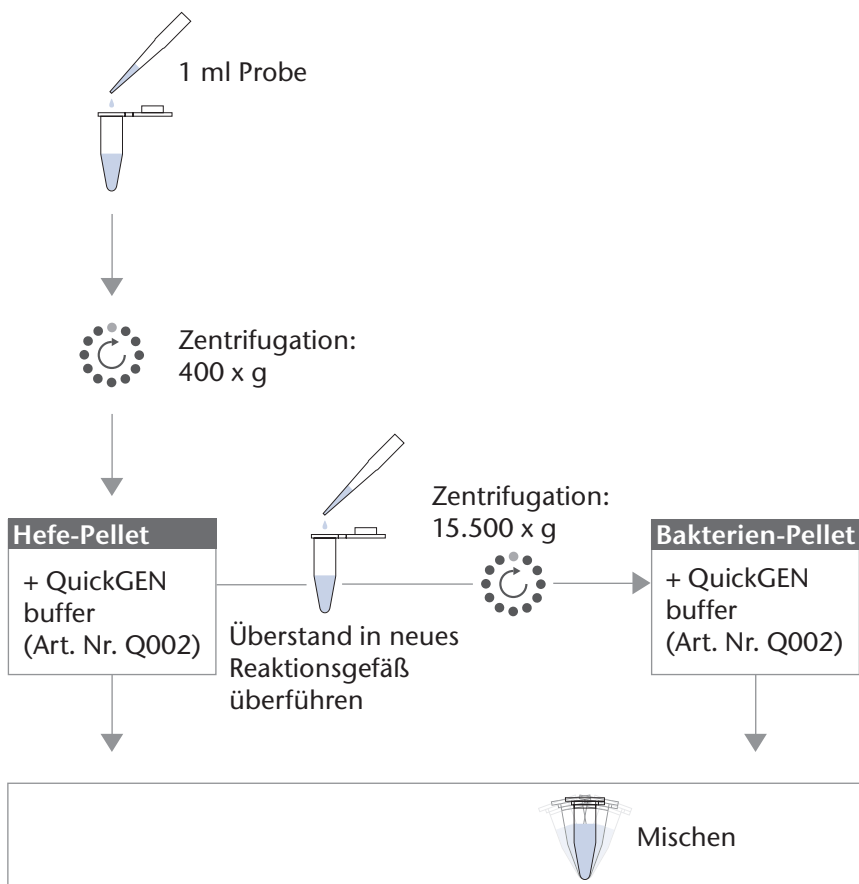 1 ml Probe
Zentrifugation:
400 x g
Hefe-Pellet
+ QuickGEN
buffer
(Art. Nr. Q002)
Überstand in neues
Reaktionsgefäß
überführen
Zentrifugation:
15.500 x g
Bakterien-Pellet
+ QuickGEN
buffer
(Art. Nr. Q002)
Mischen